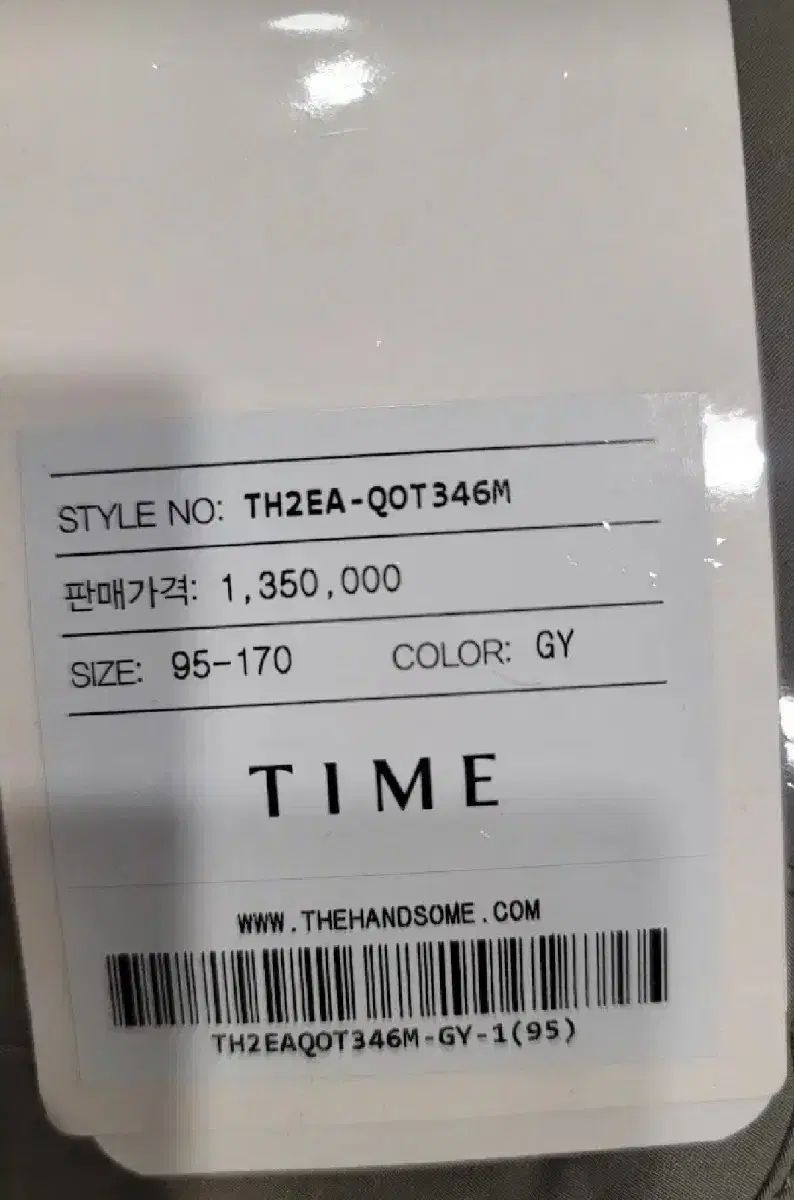 STYLE NO: TH2EA-QOT346M
판매가격: 1,350,000
SIZE: 95-170 COLOR: GY
TIME
WWW.THEHANDSOME.COM
TH2EAQOT346M-GY-1(95)